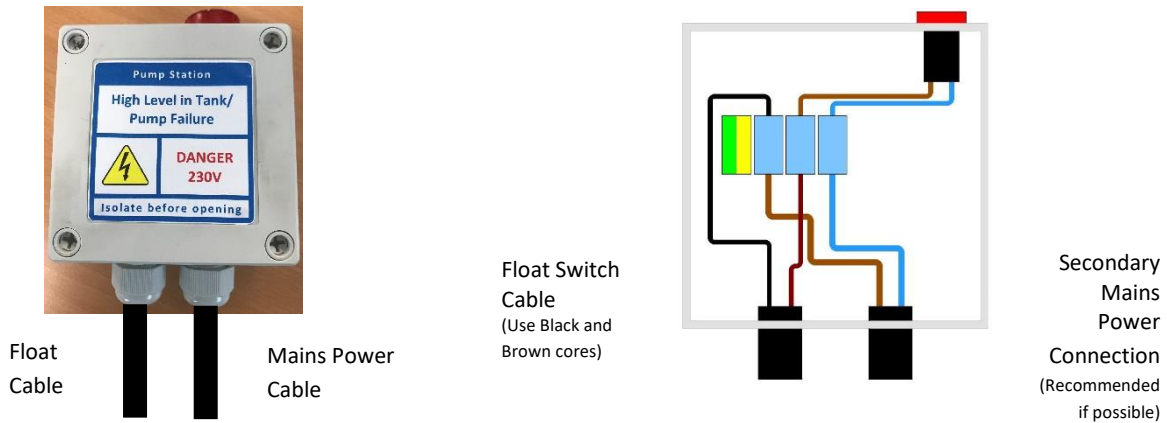 Pump Station
High Level in Tank/
Pump Failure
DANGER
230V
Isolate before opening
Float
Cable
Mains Power
Cable
Float Switch
Cable
(Use Black and
Brown cores)
Secondary
Mains
Power
Connection
(Recommended
if possible)